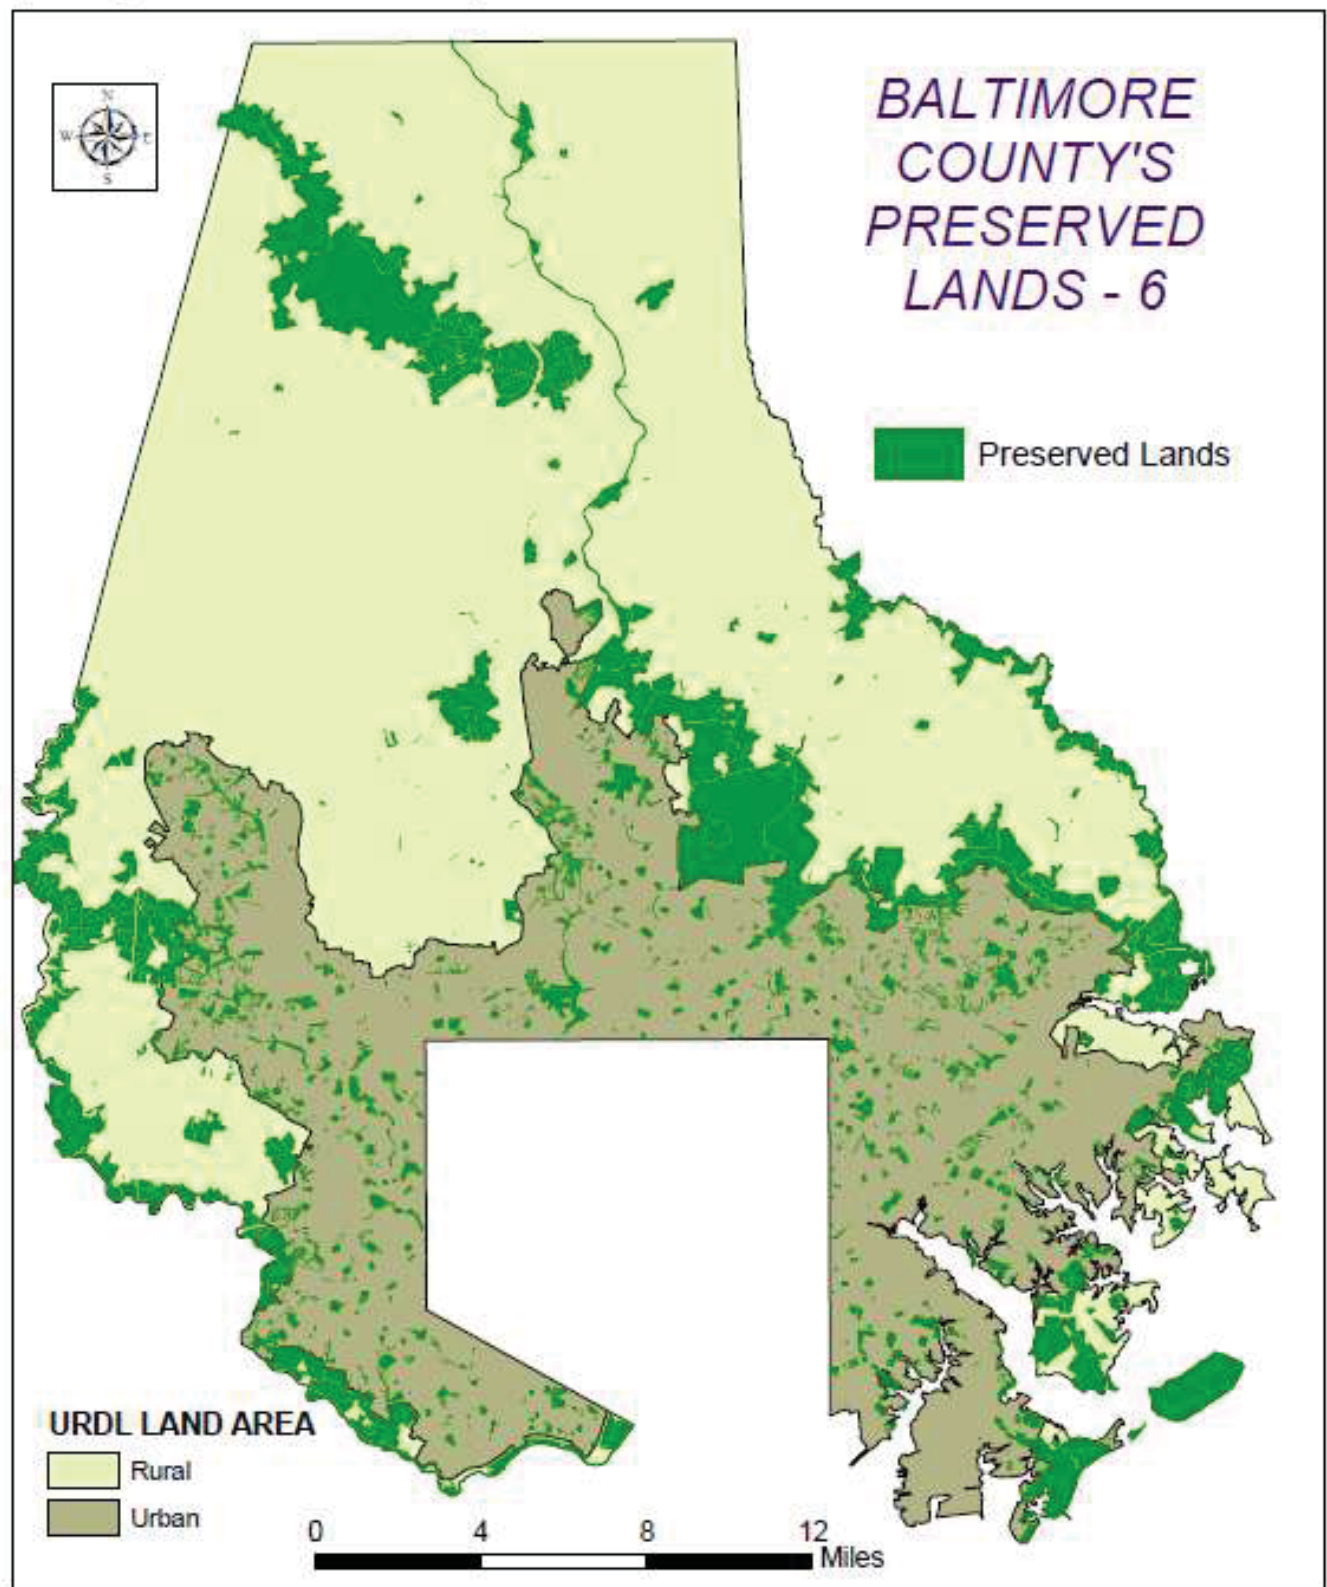 N
W E
S
BALTIMORE
COUNTY'S
PRESERVED
LANDS - 6
Preserved Lands
URDL LAND AREA
Rural
Urban
0 4 8 12
Miles